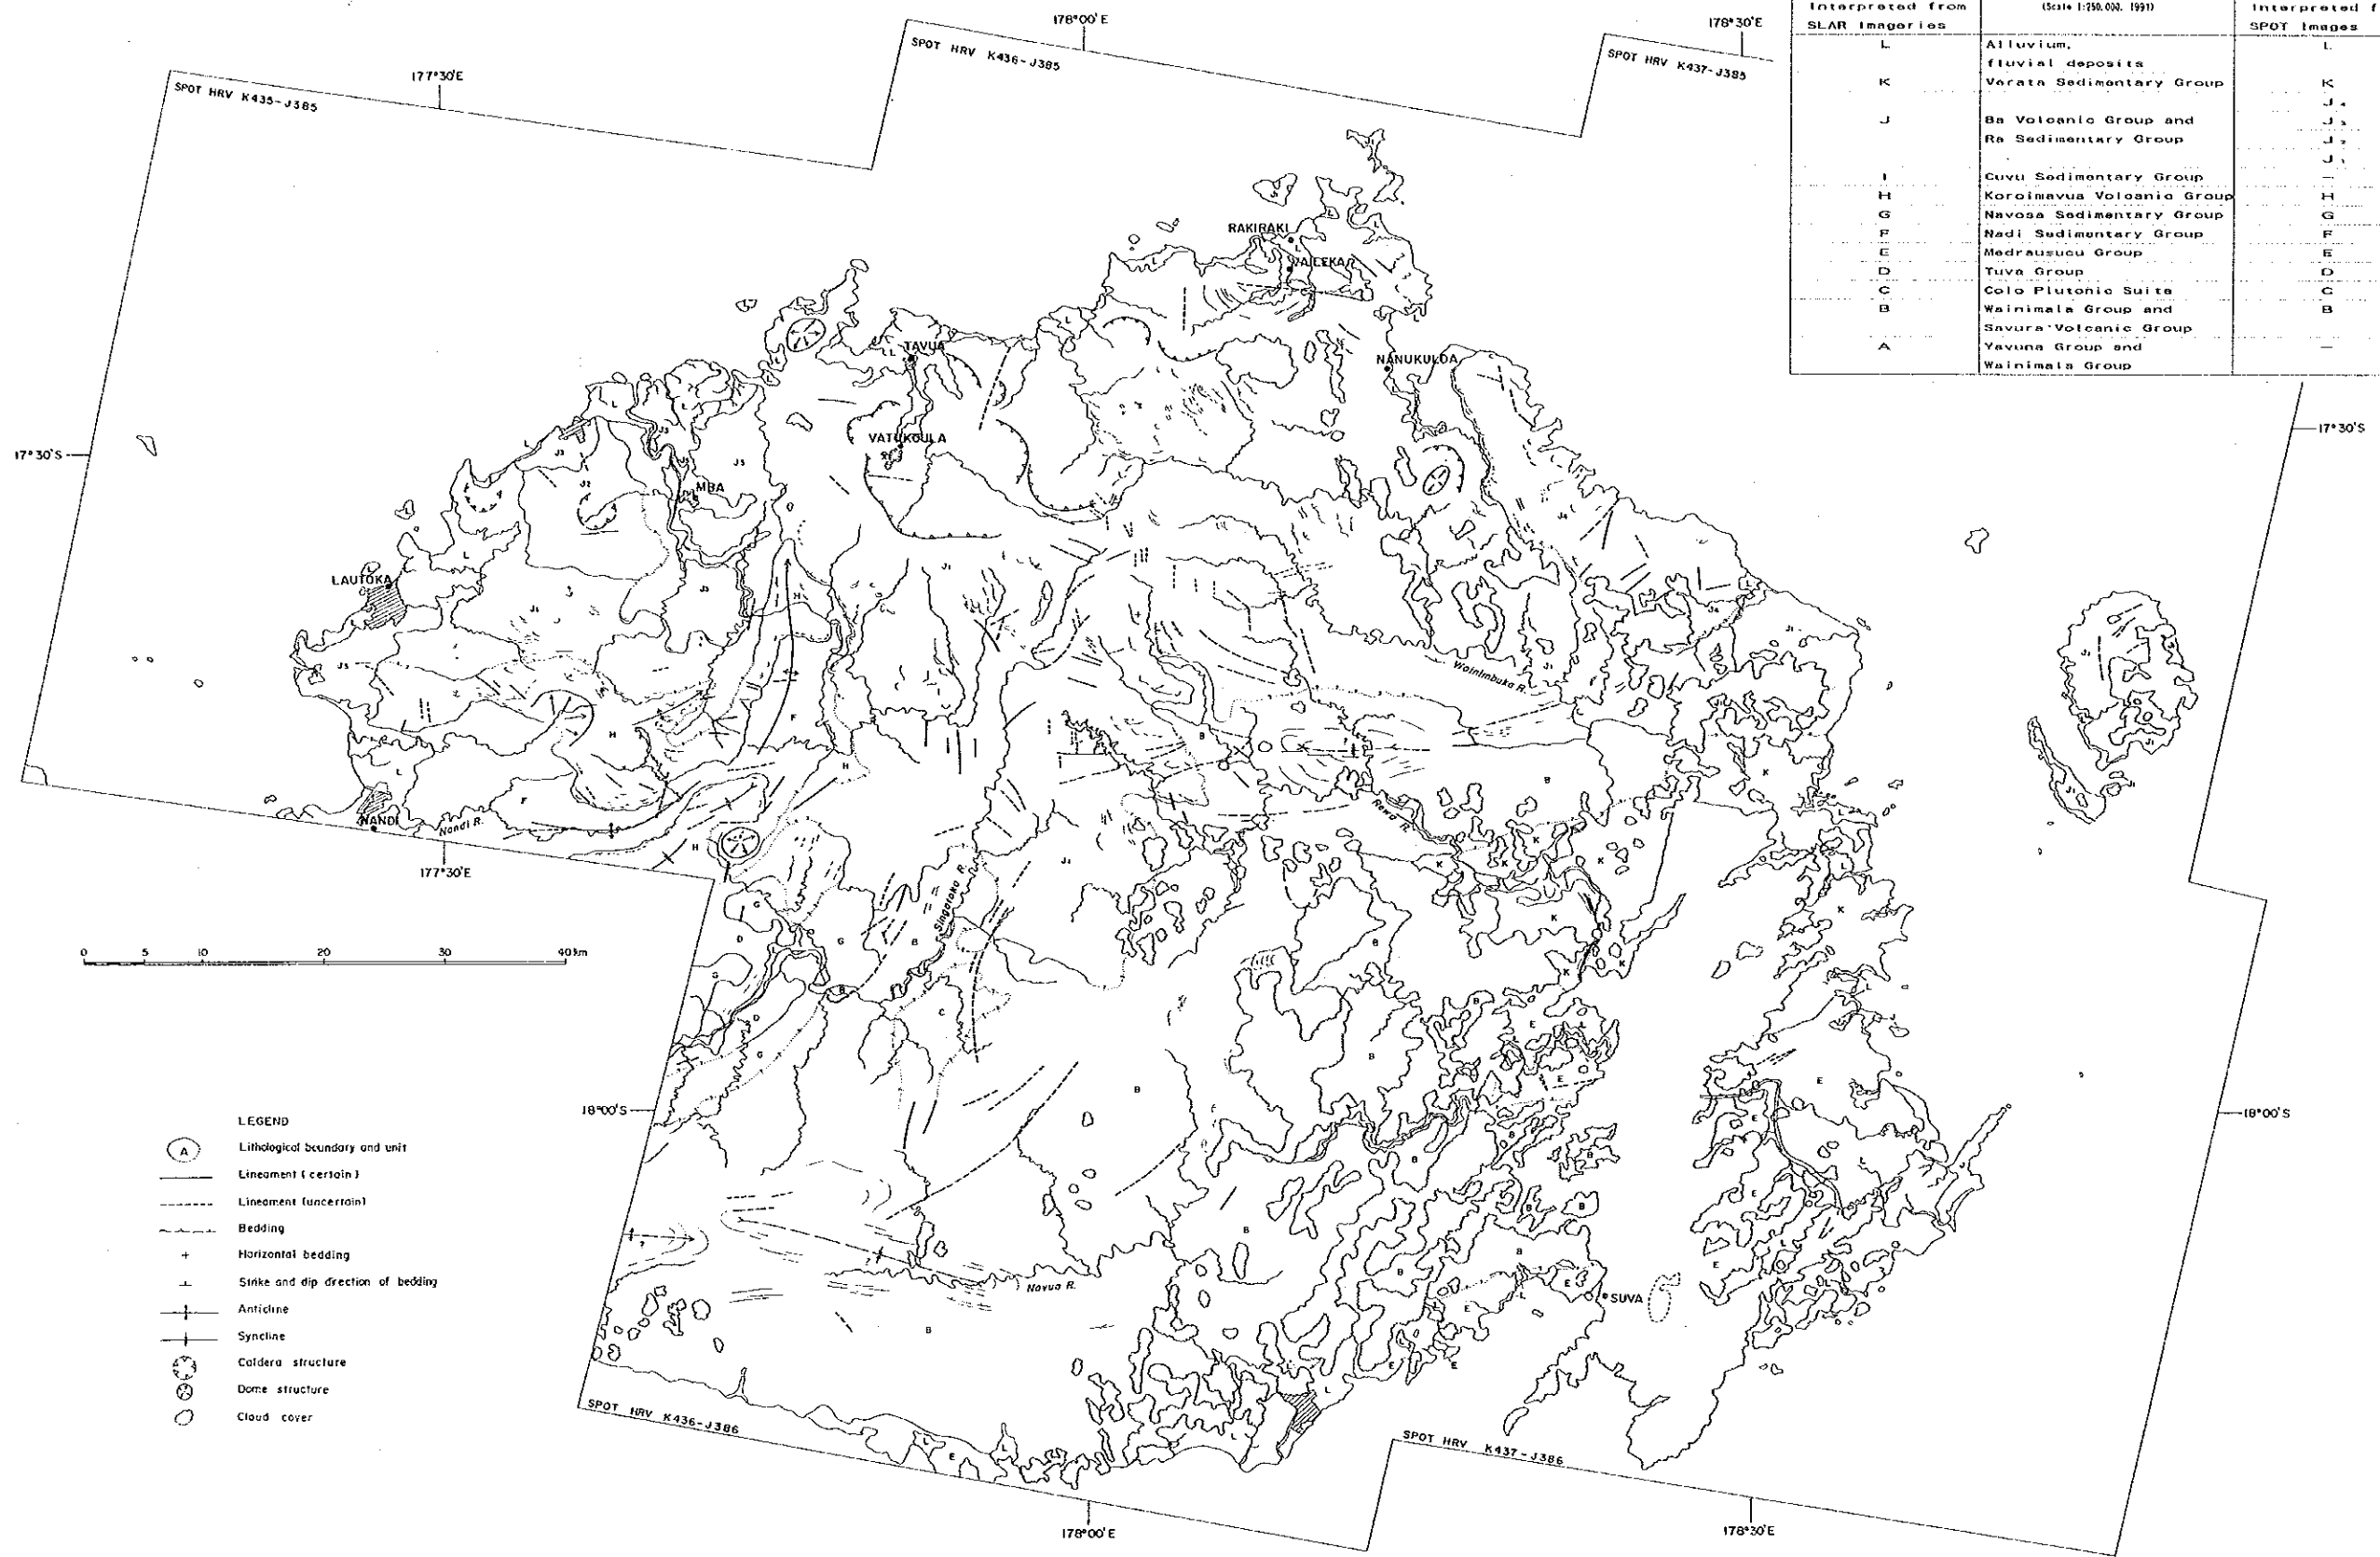 178°00'E
178°30'E
177°30'E
SPOT HRV K435-J385
SPOT HRV K436-J385
SPOT HRV K437-J385
Interpreted from
SLAR Imageries
(Scale 1:250,000, 1991)
Interpreted f
SPOT Images
L Alluvium, L
fluvial deposits
K Verata Sedimentary Group K
J4
J Ba Volcanic Group and J3
Ra Sedimentary Group J2
J1
I Cuvu Sedimentary Group —
H Koroimavua Volcanic Group H
G Navosa Sedimentary Group G
F Nadi Sedimentary Group F
E Medrausucu Group E
D Tuva Group D
C Colo Plutonic Suite C
B Wainimala Group and B
Savura Volcanic Group
A Yavuna Group and —
Wainimala Group
RAKIRAKI
VAILEKA
TAVUA
NANUKULOA
VATUKOULA
17°30'S
17°30'S
MBA
LAUTOKA
Wainimbuka R.
NANDI
Nandi R.
Rewa R.
177°30'E
Singatoka R.
0 5 10 20 30 40km
18°00'S
18°00'S
LEGEND
A Lithological boundary and unit
Lineament (certain)
Lineament (uncertain)
Bedding
Horizontal bedding
Strike and dip direction of bedding
Anticline
Syncline
Caldera structure
Dome structure
Cloud cover
Navua R.
SUVA
SPOT HRV K436-J386
SPOT HRV K437-J386
178°00'E
178°30'E